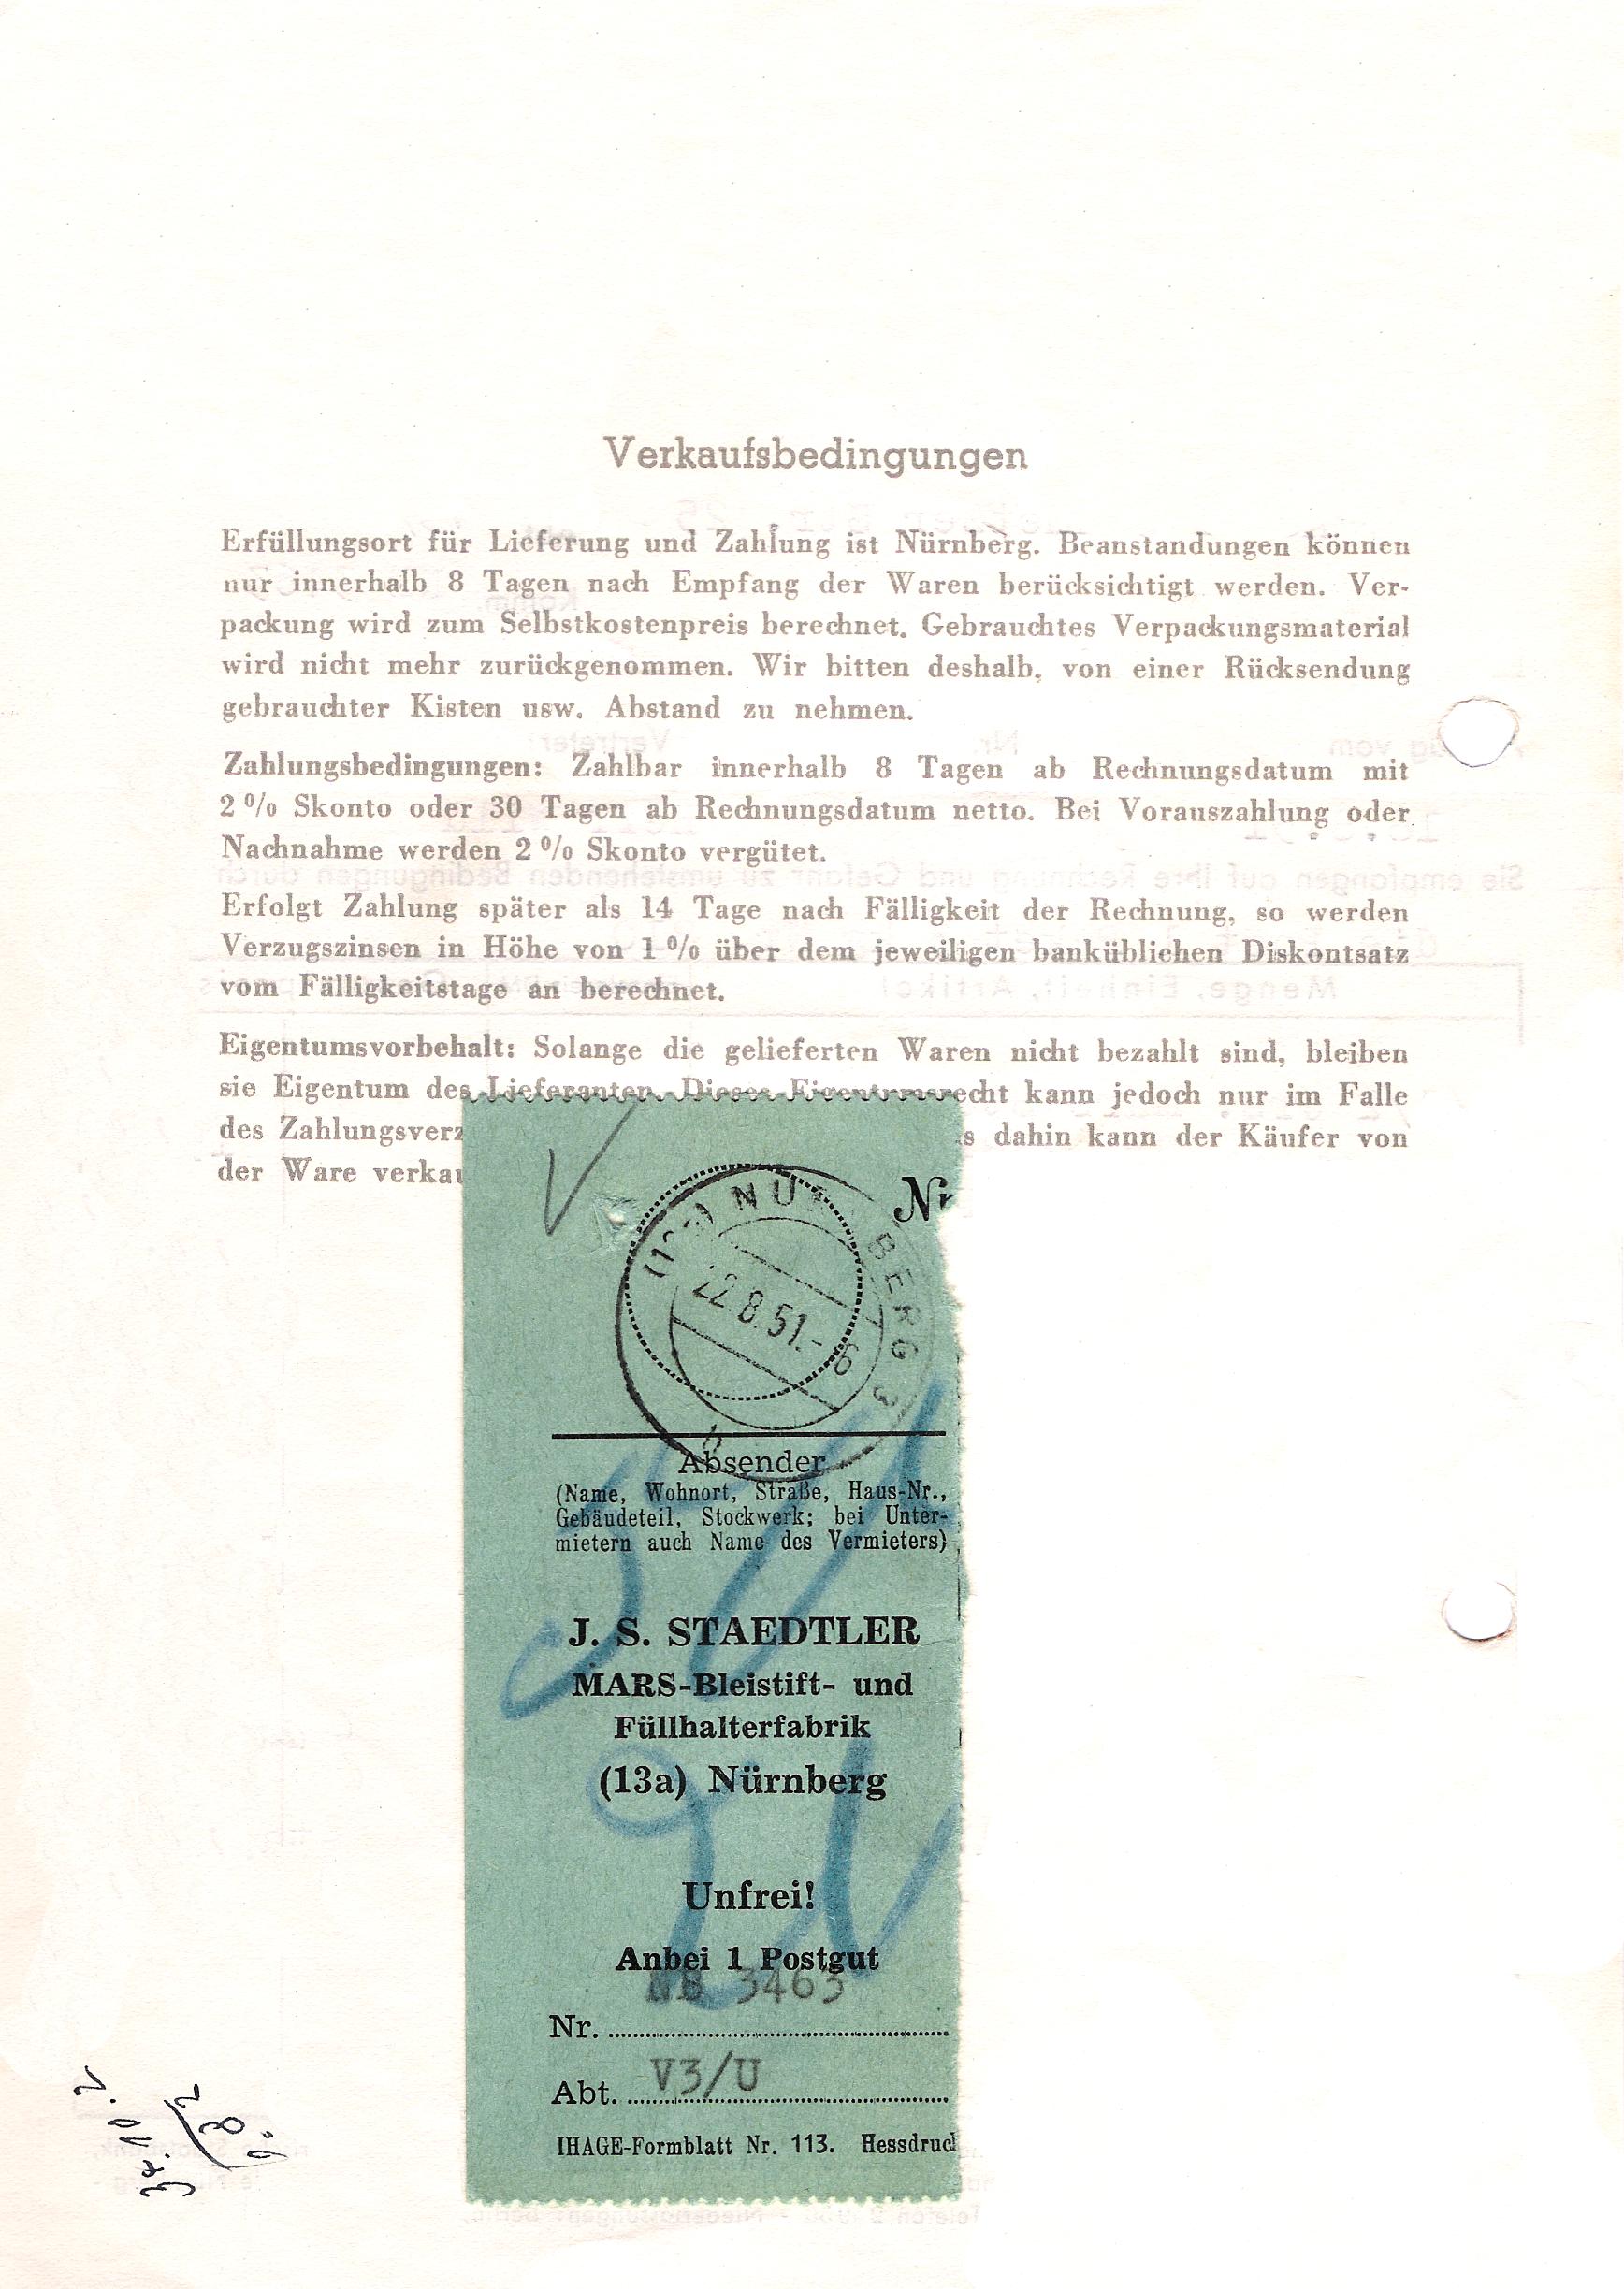 Verkaufsbedingungen
Erfüllungsort für Lieferung und Zahlung ist Nürnberg. Beanstandungen können
nur innerhalb 8 Tagen nach Empfang der Waren berücksichtigt werden. Ver-
packung wird zum Selbstkostenpreis berechnet. Gebrauchtes Verpackungsmaterial
wird nicht mehr zurückgenommen. Wir bitten deshalb, von einer Rücksendung
gebrauchter Kisten usw. Abstand zu nehmen.
Zahlungsbedingungen: Zahlbar innerhalb 8 Tagen ab Rechnungsdatum mit
2 % Skonto oder 30 Tagen ab Rechnungsdatum netto. Bei Vorauszahlung oder
Nachnahme werden 2 % Skonto vergütet.
Erfolgt Zahlung später als 14 Tage nach Fälligkeit der Rechnung, so werden
Verzugszinsen in Höhe von 1 % über dem jeweiligen banküblichen Diskontsatz
vom Fälligkeitstage an berechnet.
Eigentumsvorbehalt: Solange die gelieferten Waren nicht bezahlt sind, bleiben
sie Eigentum des Lieferanten. Dieses Eigentumsrecht kann jedoch nur im Falle
des Zahlungsverz s dahin kann der Käufer von
der Ware verkau
Nr
NÜRNBERG 3
22.8.51.-
b
Absender
(Name, Wohnort, Straße, Haus-Nr.,
Gebäudeteil, Stockwerk; bei Unter-
mietern auch Name des Vermieters)
J. S. STAEDTLER
MARS-Bleistift- und
Füllhalterfabrik
(13a) Nürnberg
Unfrei!
Anbei 1 Postgut
NB 3463
Nr.
Abt. V3/U
IHAGE-Formblatt Nr. 113. Hessdruck